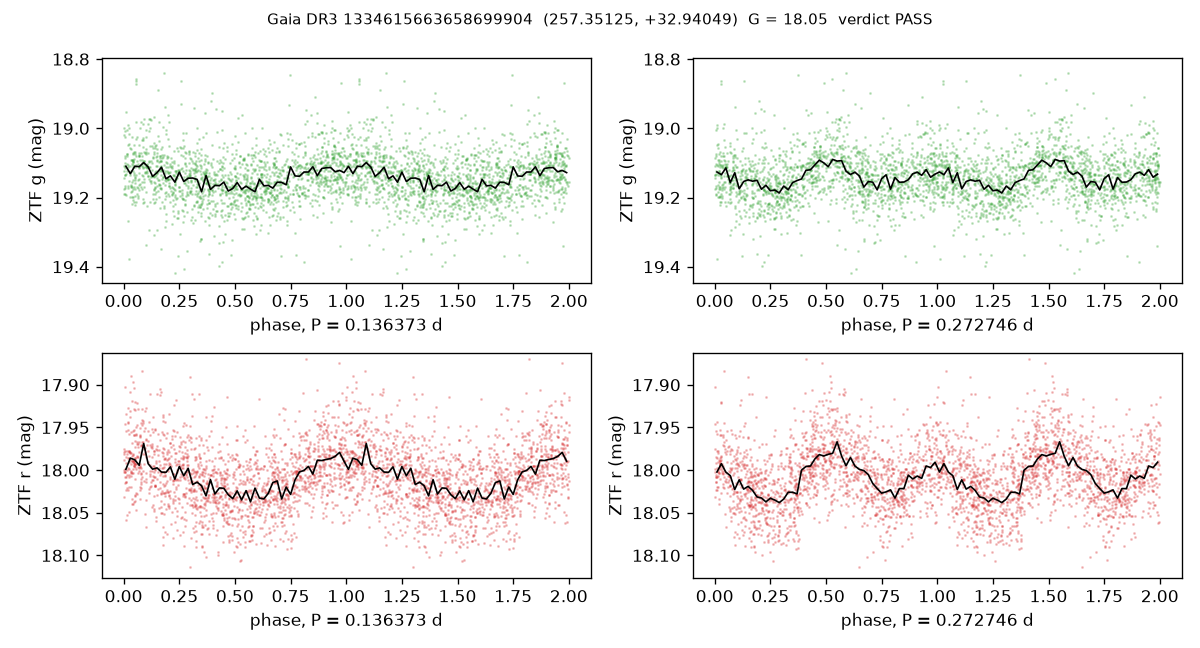 Gaia DR3 1334615663658699904  (257.35125, +32.94049)  G = 18.05  verdict PASS
18.8
19.0
19.2
19.4
ZTF g (mag)
0.00 0.25 0.50 0.75 1.00 1.25 1.50 1.75 2.00
phase, P = 0.136373 d
18.8
19.0
19.2
19.4
ZTF g (mag)
0.00 0.25 0.50 0.75 1.00 1.25 1.50 1.75 2.00
phase, P = 0.272746 d
17.90
17.95
18.00
18.05
18.10
ZTF r (mag)
0.00 0.25 0.50 0.75 1.00 1.25 1.50 1.75 2.00
phase, P = 0.136373 d
17.90
17.95
18.00
18.05
18.10
ZTF r (mag)
0.00 0.25 0.50 0.75 1.00 1.25 1.50 1.75 2.00
phase, P = 0.272746 d